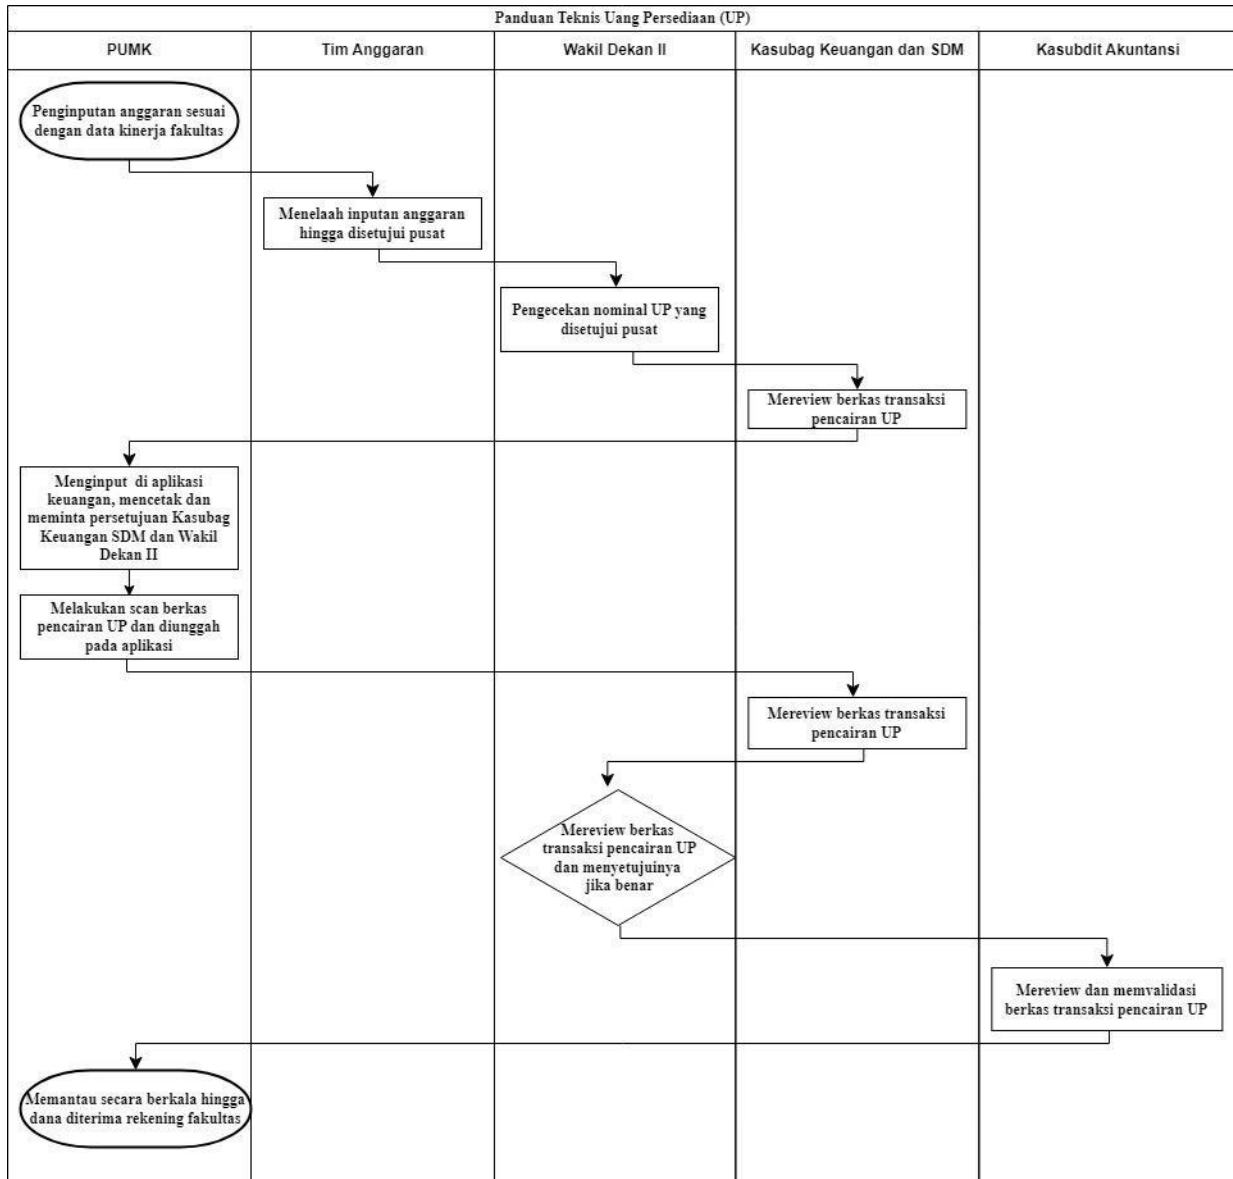 Panduan Teknis Uang Persediaan (UP)
PUMK
Tim Anggaran
Wakil Dekan II
Kasubag Keuangan dan SDM
Kasubdit Akuntansi
Penginputan anggaran sesuai
dengan data kinerja fakultas
Menelaah inputan anggaran
hingga disetujui pusat
Pengecekan nominal UP yang
disetujui pusat
Mereview berkas transaksi
pencairan UP
Menginput di aplikasi
keuangan, mencetak dan
meminta persetujuan Kasubag
Keuangan SDM dan Wakil
Dekan II
Melakukan scan berkas
pencairan UP dan diunggah
pada aplikasi
Mereview berkas transaksi
pencairan UP
Mereview berkas
transaksi pencairan UP
dan menyetujuinya
jika benar
Mereview dan memvalidasi
berkas transaksi pencairan UP
Memantau secara berkala hingga
dana diterima rekening fakultas